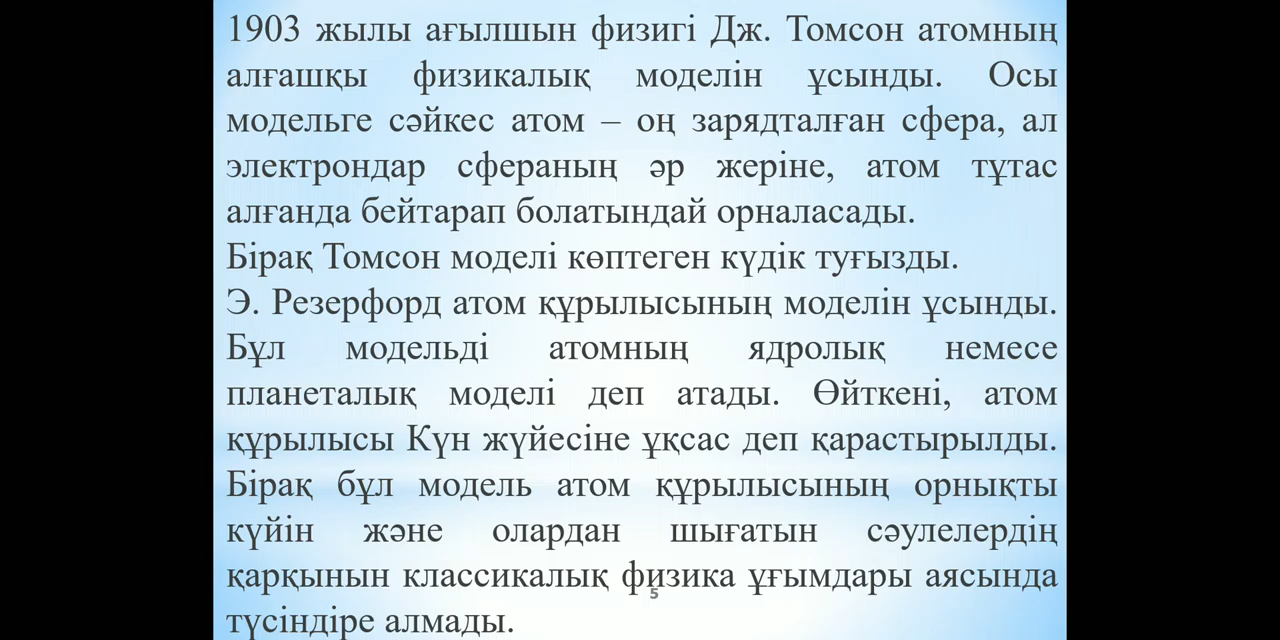 1903 жылы ағылшын физигі Дж. Томсон атомның
алғашқы физикалық моделін ұсынды. Осы
модельге сәйкес атом – оң зарядталған сфера, ал
электрондар сфераның әр жеріне, атом тұтас
алғанда бейтарап болатындай орналасады.
Бірақ Томсон моделі көптеген күдік туғызды.
Э. Резерфорд атом құрылысының моделін ұсынды.
Бұл модельді атомның ядролық немесе
планеталық моделі деп атады. Өйткені, атом
құрылысы Күн жүйесіне ұқсас деп қарастырылды.
Бірақ бұл модель атом құрылысының орнықты
күйін және олардан шығатын сәулелердің
қарқынын классикалық физика ұғымдары аясында
5
түсіндіре алмады.